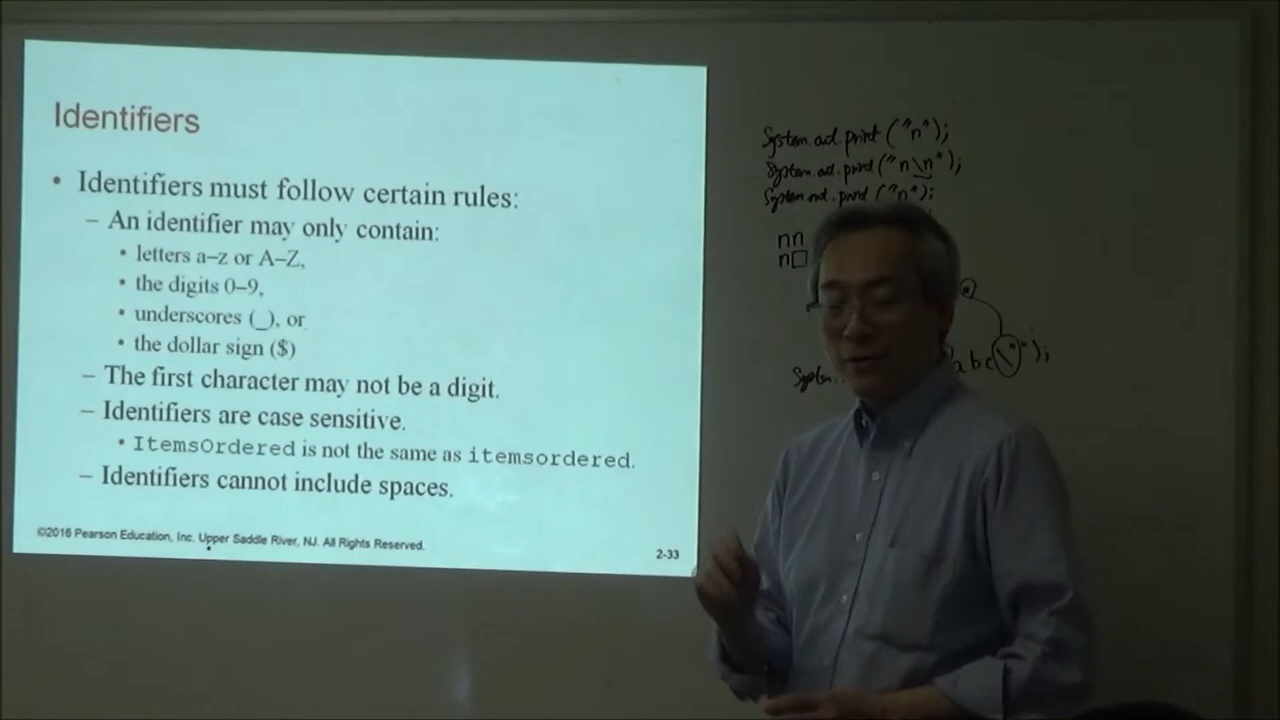 Identifiers
• Identifiers must follow certain rules:
– An identifier may only contain:
• letters a–z or A–Z,
• the digits 0–9,
• underscores (_), or
• the dollar sign ($)
– The first character may not be a digit.
– Identifiers are case sensitive.
• ItemsOrdered is not the same as itemsordered.
– Identifiers cannot include spaces.
©2016 Pearson Education, Inc. Upper Saddle River, NJ. All Rights Reserved.
2-33
System.out.print("n");
System.out.print("n\n");
System.out.print("n");
nn
n
System.
abc\"");